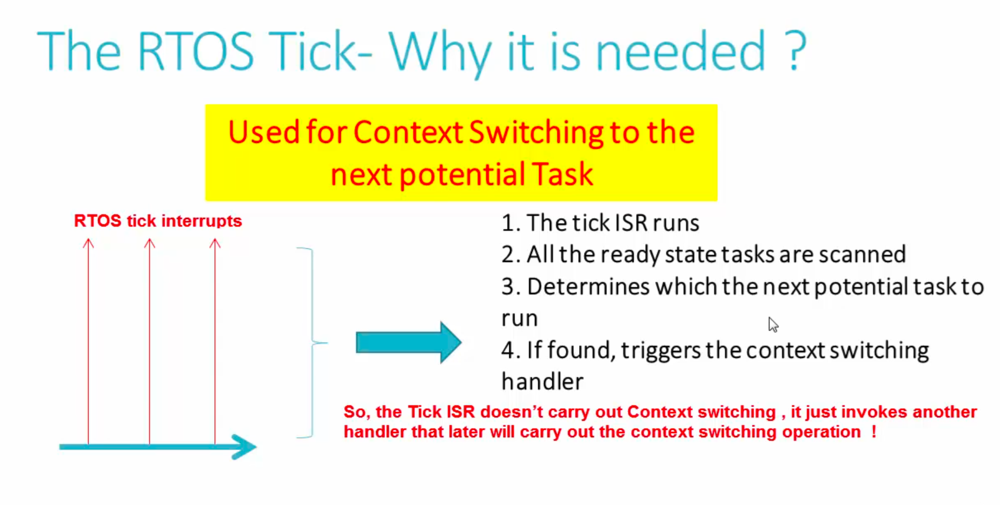 The RTOS Tick- Why it is needed ?
Used for Context Switching to the
next potential Task
RTOS tick interrupts
1. The tick ISR runs
2. All the ready state tasks are scanned
3. Determines which the next potential task to
run
4. If found, triggers the context switching
handler
So, the Tick ISR doesn’t carry out Context switching , it just invokes another
handler that later will carry out the context switching operation  !